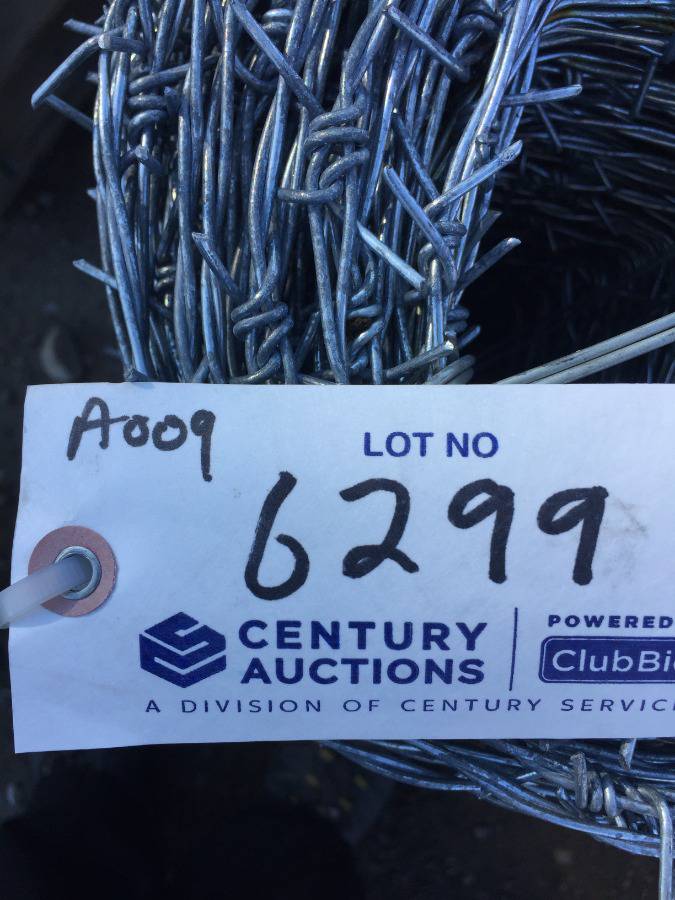 A009
LOT NO
6299
CENTURY
AUCTIONS
POWERED
ClubBi
A DIVISION OF CENTURY SERVIC